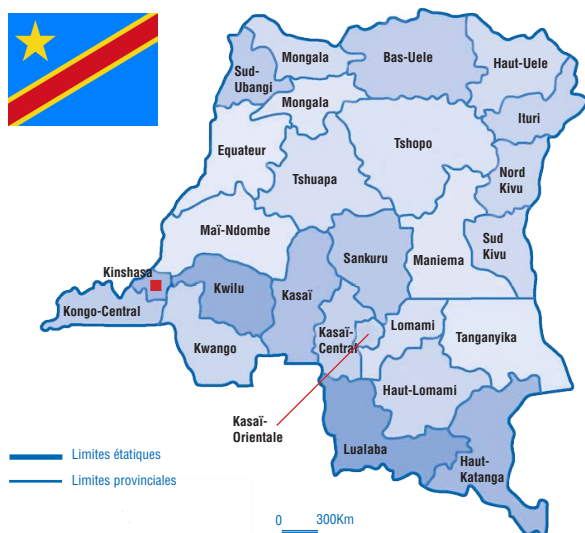 Mongala
Bas-Uele
Haut-Uele
Sud-
Ubangi
Mongala
Ituri
Equateur
Tshopo
Nord
Kivu
Tshuapa
Maï-Ndombe
Sud
Kivu
Sankuru
Maniema
Kinshasa
Kwilu
Kasaï
Kongo-Central
Kasaï-
Central
Lomami
Tanganyika
Kwango
Haut-Lomami
Kasaï-
Orientale
Lualaba
Haut-
Katanga
Limites étatiques
Limites provinciales
0 300Km